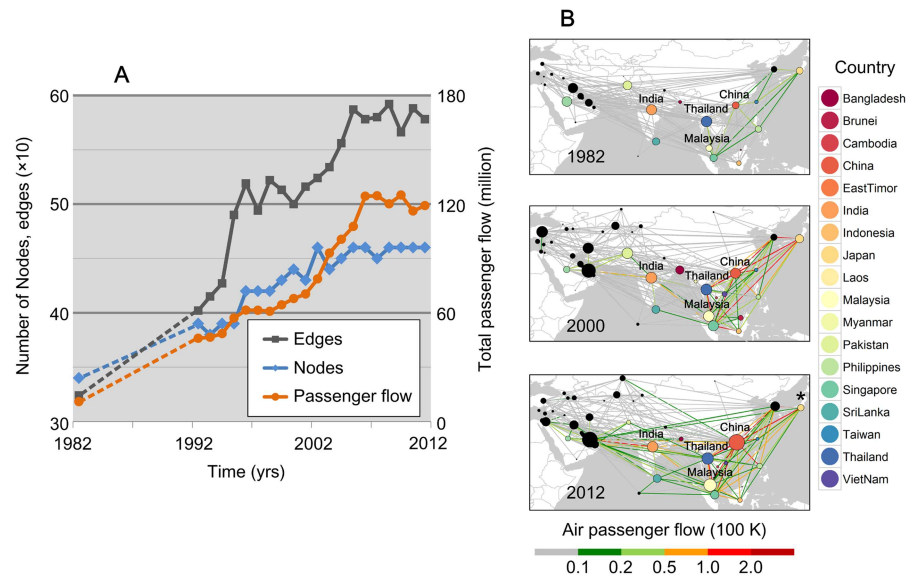 A
Number of Nodes, edges (×10)
60
50
40
30
180
120
60
0
Total passenger flow (million)
Edges
Nodes
Passenger flow
1982
1992
2002
2012
Time (yrs)
B
India
China
Thailand
Malaysia
1982
India
China
Thailand
Malaysia
2000
*
India
China
Thailand
Malaysia
2012
Air passenger flow (100 K)
0.1 0.2 0.5 1.0 2.0
Country
Bangladesh
Brunei
Cambodia
China
EastTimor
India
Indonesia
Japan
Laos
Malaysia
Myanmar
Pakistan
Philippines
Singapore
SriLanka
Taiwan
Thailand
VietNam